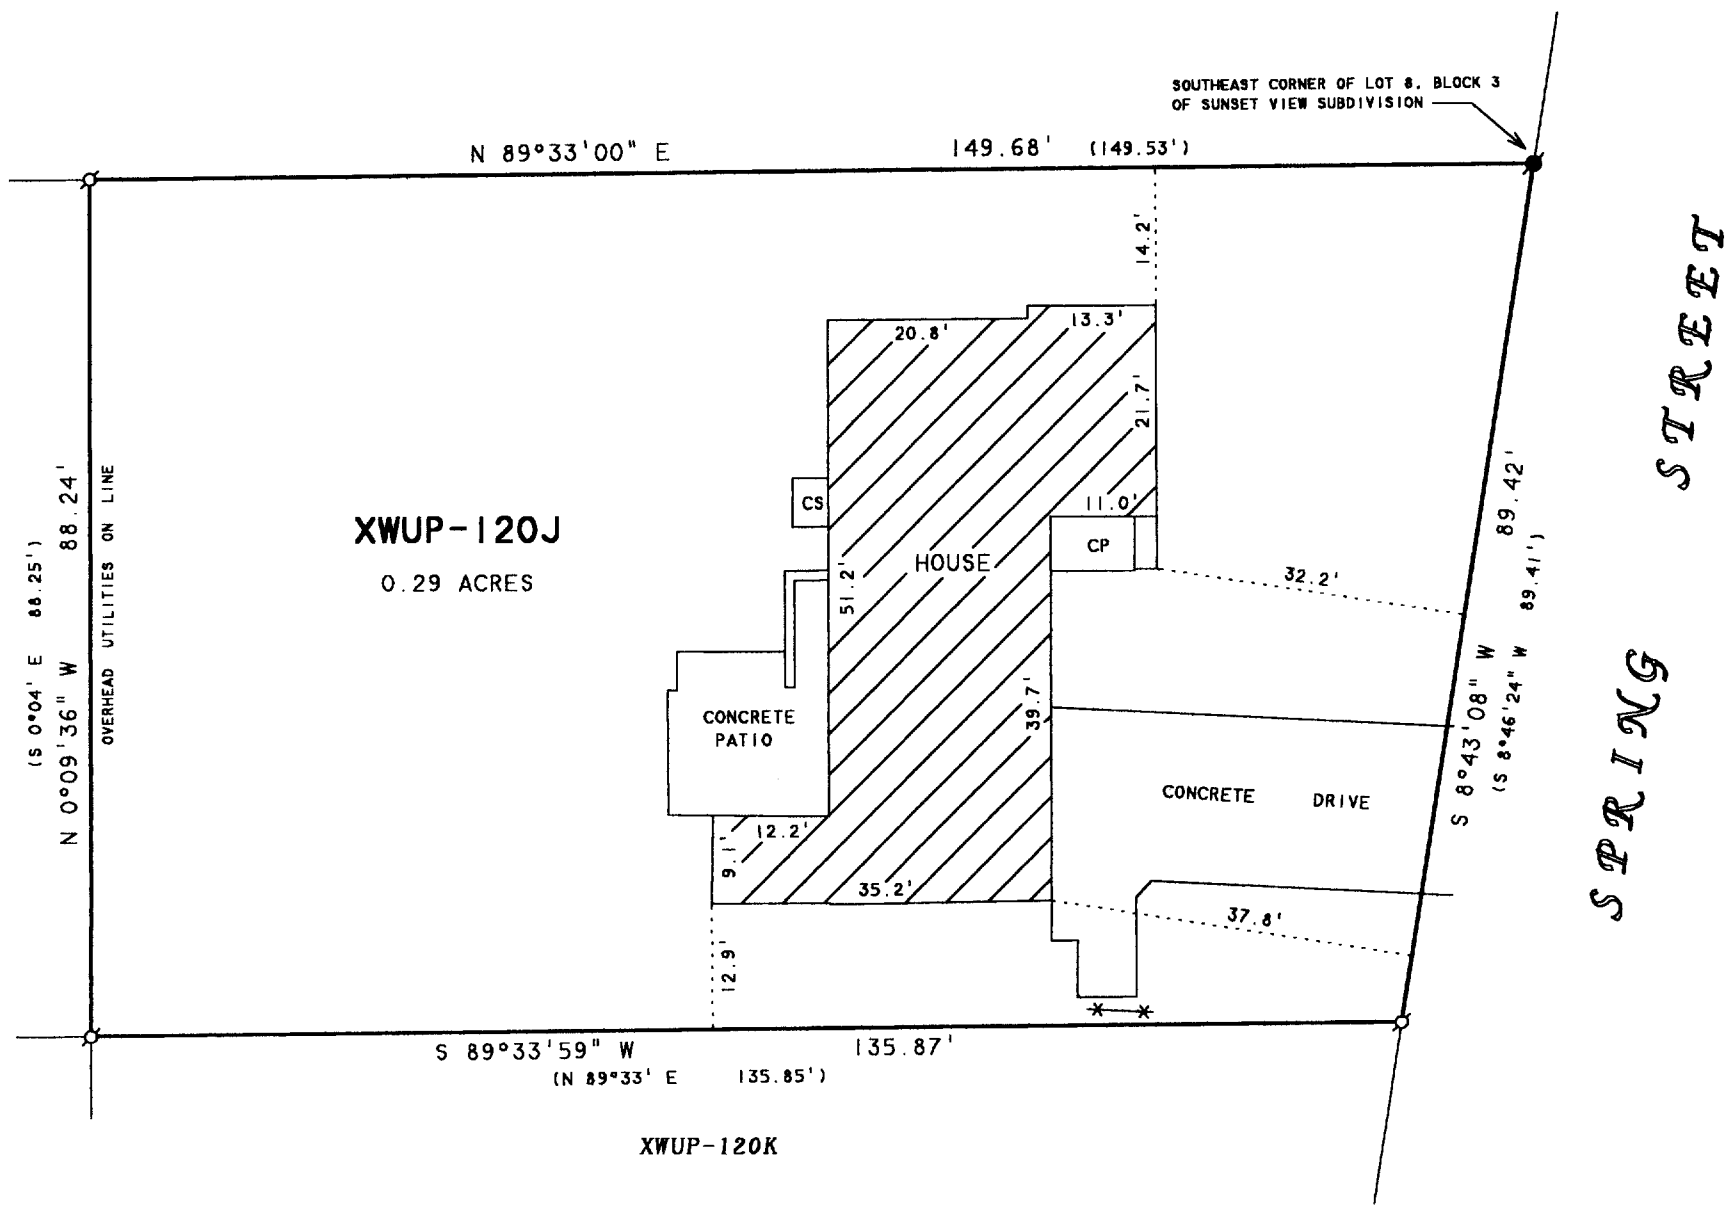 SOUTHEAST CORNER OF LOT 8, BLOCK 3
OF SUNSET VIEW SUBDIVISION
N 89°33'00" E 149.68' (149.53')
14.2'
20.8'
13.3'
21.7'
11.0'
CS
CP
HOUSE
51.2'
39.7'
32.2'
XWUP-120J
0.29 ACRES
(S 0°04' E 88.25')
N 0°09'36" W 88.24'
OVERHEAD UTILITIES ON LINE
CONCRETE
PATIO
12.2'
9.1'
35.2'
12.9'
CONCRETE DRIVE
37.8'
S 8°43'08" W 89.42'
(S 8°46'24" W 89.41')
SPRING STREET
S 89°33'59" W 135.87'
(N 89°33' E 135.85')
XWUP-120K